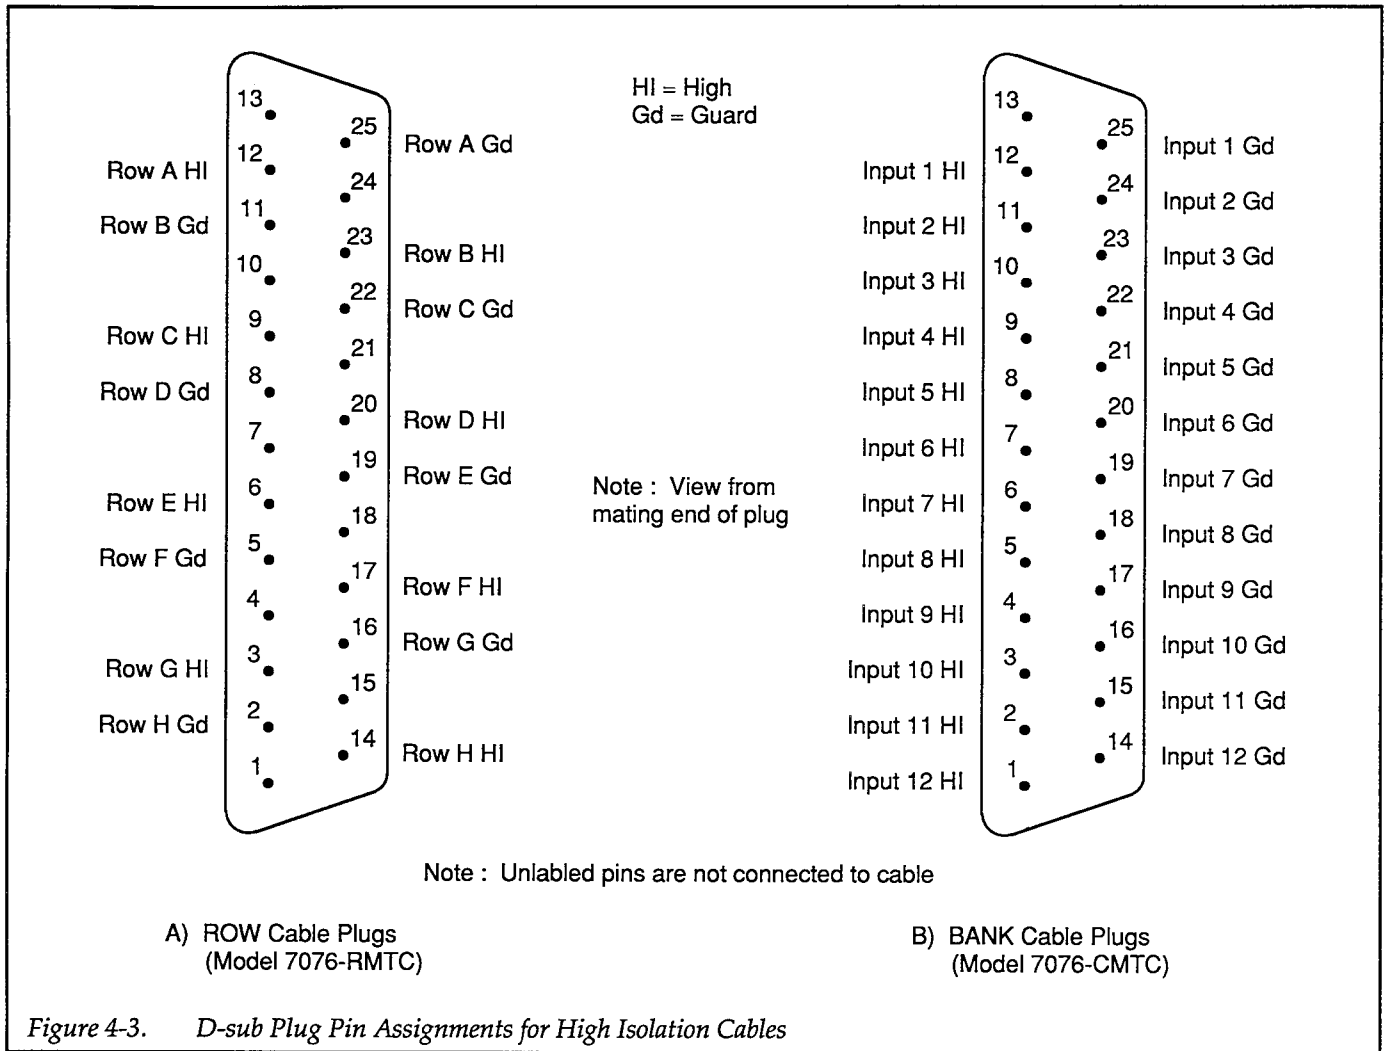 HI = High
Gd = Guard
13
25 Row A Gd
Row A HI 12
24
Row B Gd 11
23 Row B HI
10
22 Row C Gd
Row C HI 9
21
Row D Gd 8
20 Row D HI
7
19 Row E Gd
Row E HI 6
18
Row F Gd 5
17 Row F HI
4
16 Row G Gd
Row G HI 3
15
Row H Gd 2
14 Row H HI
1
Note : View from
mating end of plug
13
25 Input 1 Gd
Input 1 HI 12
24 Input 2 Gd
Input 2 HI 11
23 Input 3 Gd
Input 3 HI 10
22 Input 4 Gd
Input 4 HI 9
21 Input 5 Gd
Input 5 HI 8
20 Input 6 Gd
Input 6 HI 7
19 Input 7 Gd
Input 7 HI 6
18 Input 8 Gd
Input 8 HI 5
17 Input 9 Gd
Input 9 HI 4
16 Input 10 Gd
Input 10 HI 3
15 Input 11 Gd
Input 11 HI 2
14 Input 12 Gd
Input 12 HI 1
Note : Unlabled pins are not connected to cable
A) ROW Cable Plugs
(Model 7076-RMTC)
B) BANK Cable Plugs
(Model 7076-CMTC)
Figure 4-3. D-sub Plug Pin Assignments for High Isolation Cables